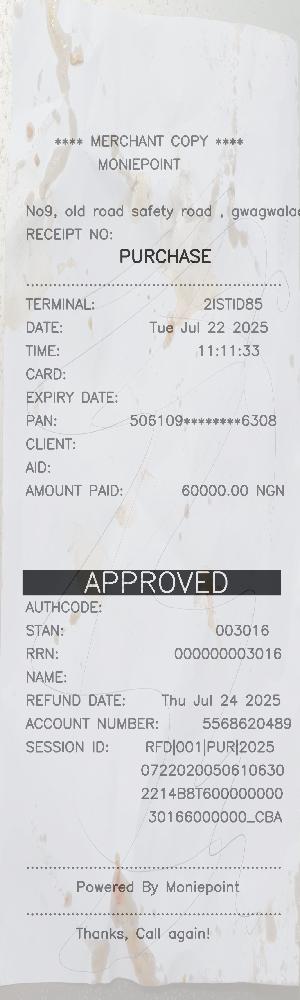 **** MERCHANT COPY ****
MONIEPOINT
No9, old road safety road , gwagwalad
RECEIPT NO:
PURCHASE
TERMINAL: 2ISTID85
DATE: Tue Jul 22 2025
TIME: 11:11:33
CARD:
EXPIRY DATE:
PAN: 506109********6308
CLIENT:
AID:
AMOUNT PAID: 60000.00 NGN
APPROVED
AUTHCODE:
STAN: 003016
RRN: 000000003016
NAME:
REFUND DATE: Thu Jul 24 2025
ACCOUNT NUMBER: 5568620489
SESSION ID: RFD|001|PUR|2025
0722020050610630
2214B8T600000000
30166000000_CBA
Powered By Moniepoint
Thanks, Call again!